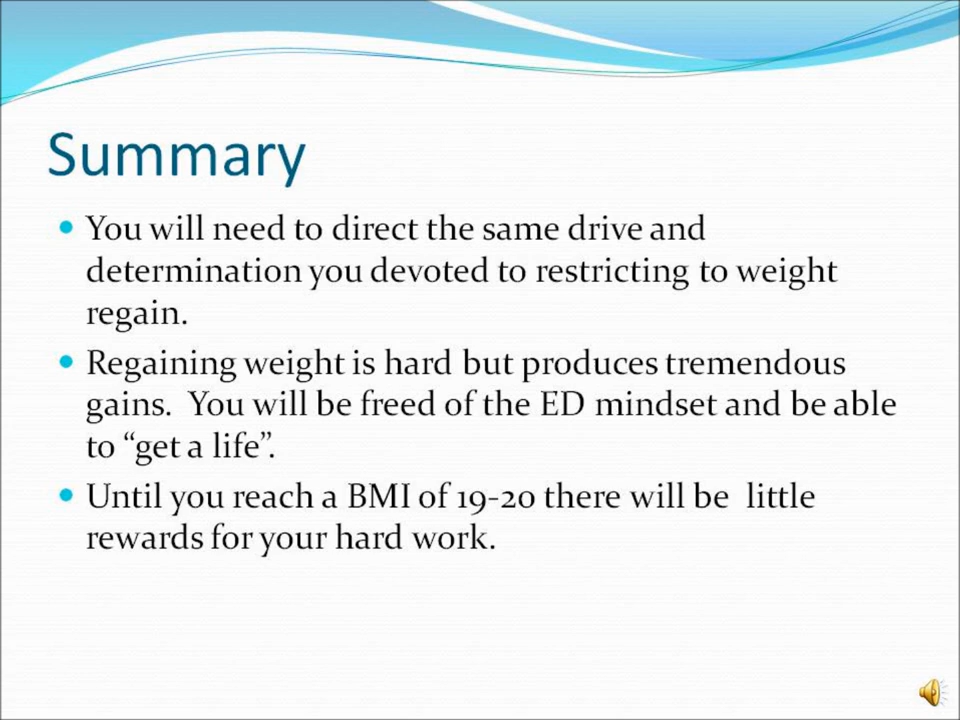 Summary
You will need to direct the same drive and
determination you devoted to restricting to weight
regain.
Regaining weight is hard but produces tremendous
gains.  You will be freed of the ED mindset and be able
to “get a life”.
Until you reach a BMI of 19-20 there will be  little
rewards for your hard work.